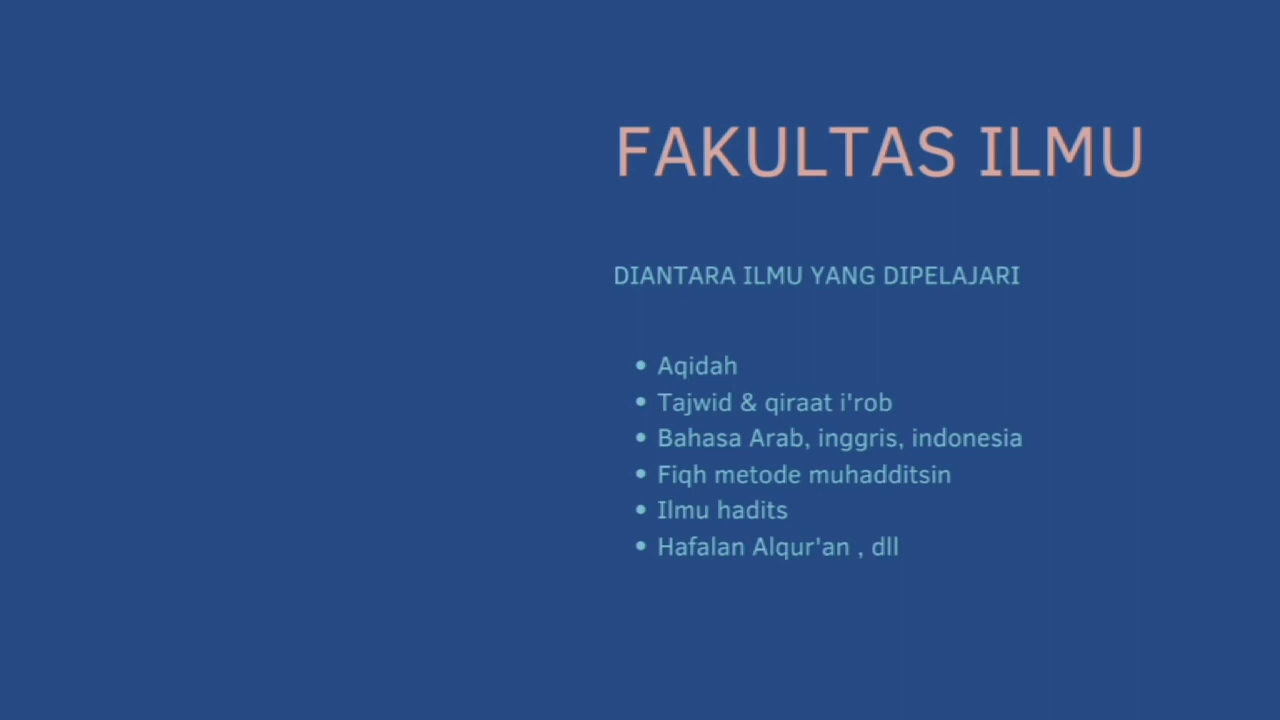 FAKULTAS ILMU
DIANTARA ILMU YANG DIPELAJARI
• Aqidah
• Tajwid & qiraat i'rob
• Bahasa Arab, inggris, indonesia
• Fiqh metode muhadditsin
• Ilmu hadits
• Hafalan Alqur'an , dll